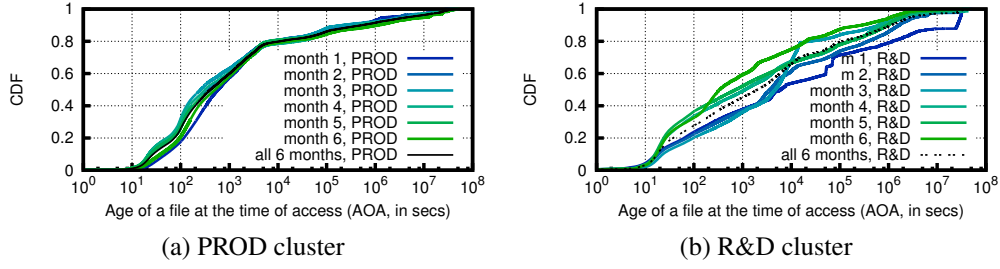 CDF
1
0.8
0.6
0.4
0.2
0
month 1, PROD
month 2, PROD
month 3, PROD
month 4, PROD
month 5, PROD
month 6, PROD
all 6 months, PROD
10^0 10^1 10^2 10^3 10^4 10^5 10^6 10^7 10^8
Age of a file at the time of access (AOA, in secs)
(a) PROD cluster
CDF
1
0.8
0.6
0.4
0.2
0
m 1, R&D
m 2, R&D
month 3, R&D
month 4, R&D
month 5, R&D
month 6, R&D
all 6 months, R&D
10^0 10^1 10^2 10^3 10^4 10^5 10^6 10^7 10^8
Age of a file at the time of access (AOA, in secs)
(b) R&D cluster